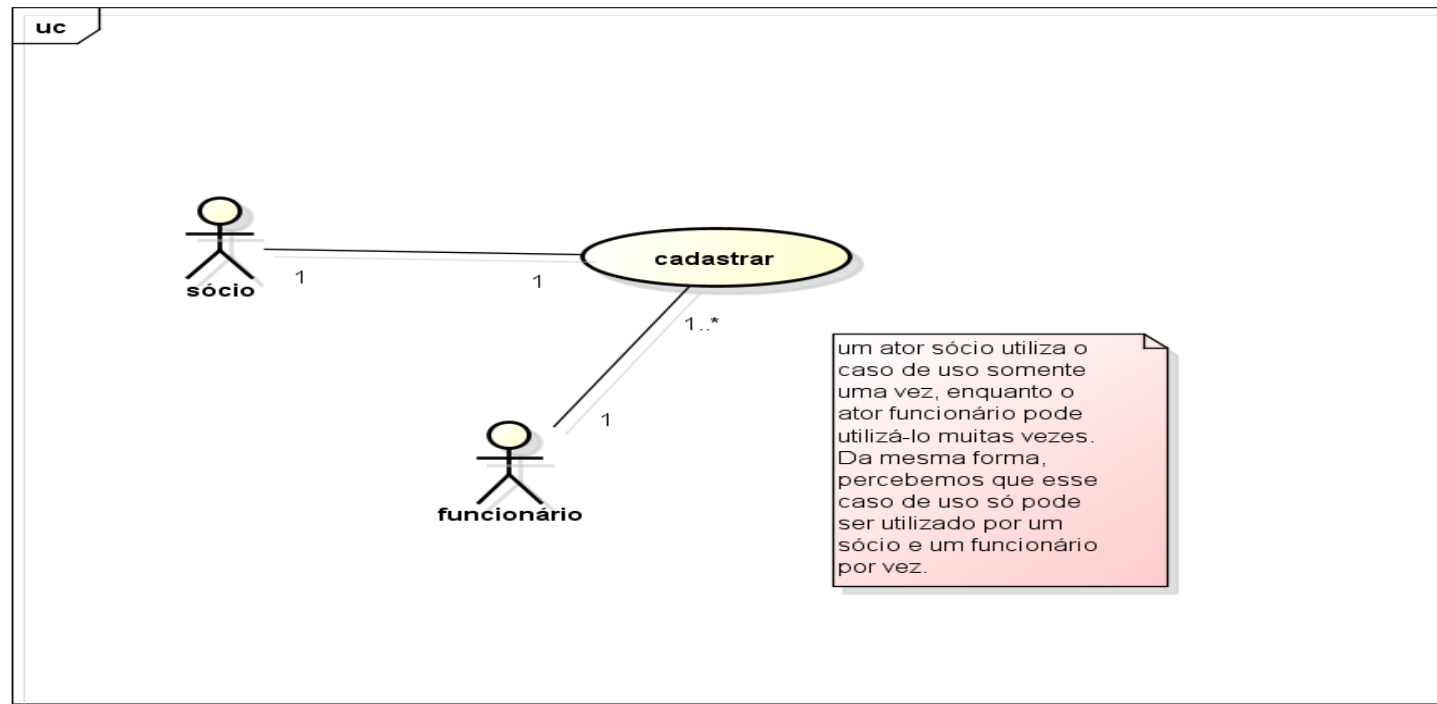 uc
sócio
1
1
cadastrar
1..*
1
funcionário
um ator sócio utiliza o
caso de uso somente
uma vez, enquanto o
ator funcionário pode
utilizá-lo muitas vezes.
Da mesma forma,
percebemos que esse
caso de uso só pode
ser utilizado por um
sócio e um funcionário
por vez.